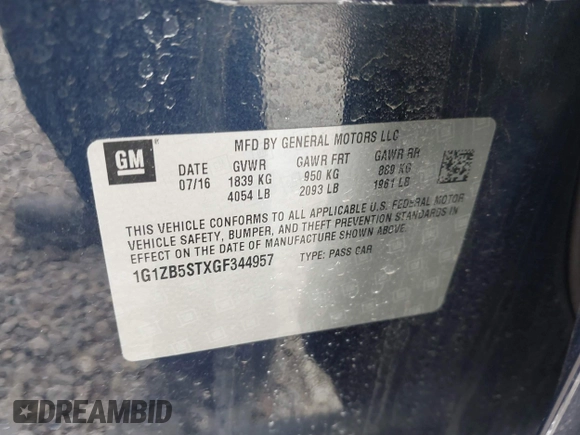 GM
MFD BY GENERAL MOTORS LLC
DATE GVWR GAWR FRT GAWR RR
07/16 1839 KG 950 KG 889 KG
4054 LB 2093 LB 1961 LB
THIS VEHICLE CONFORMS TO ALL APPLICABLE U.S. FEDERAL MOTOR
VEHICLE SAFETY, BUMPER, AND THEFT PREVENTION STANDARDS IN
EFFECT ON THE DATE OF MANUFACTURE SHOWN ABOVE.
1G1ZB5STXGF344957 TYPE: PASS CAR
DREAMBID